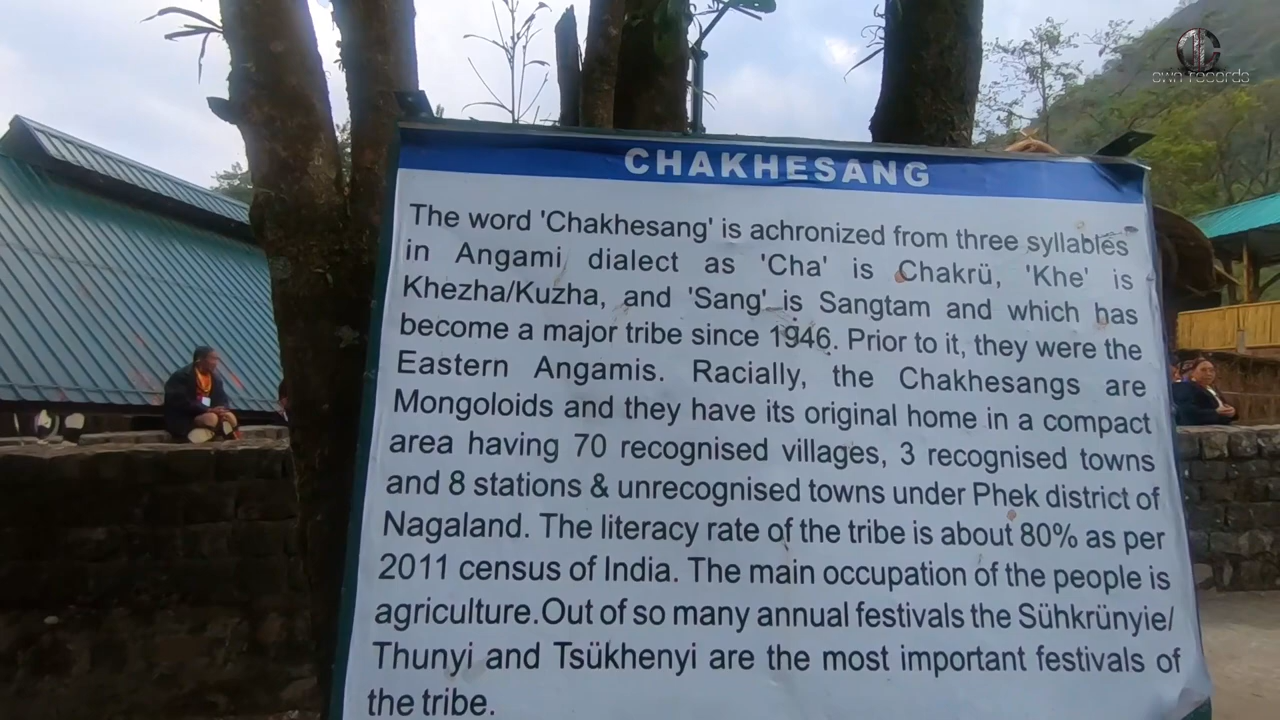 own records
CHAKHESANG
The word 'Chakhesang' is achronized from three syllables
in Angami dialect as 'Cha' is Chakrü, 'Khe' is
Khezha/Kuzha, and 'Sang' is Sangtam and which has
become a major tribe since 1946. Prior to it, they were the
Eastern Angamis. Racially, the Chakhesangs are
Mongoloids and they have its original home in a compact
area having 70 recognised villages, 3 recognised towns
and 8 stations & unrecognised towns under Phek district of
Nagaland. The literacy rate of the tribe is about 80% as per
2011 census of India. The main occupation of the people is
agriculture.Out of so many annual festivals the Sühkrünyie/
Thunyi and Tsükhenyi are the most important festivals of
the tribe.